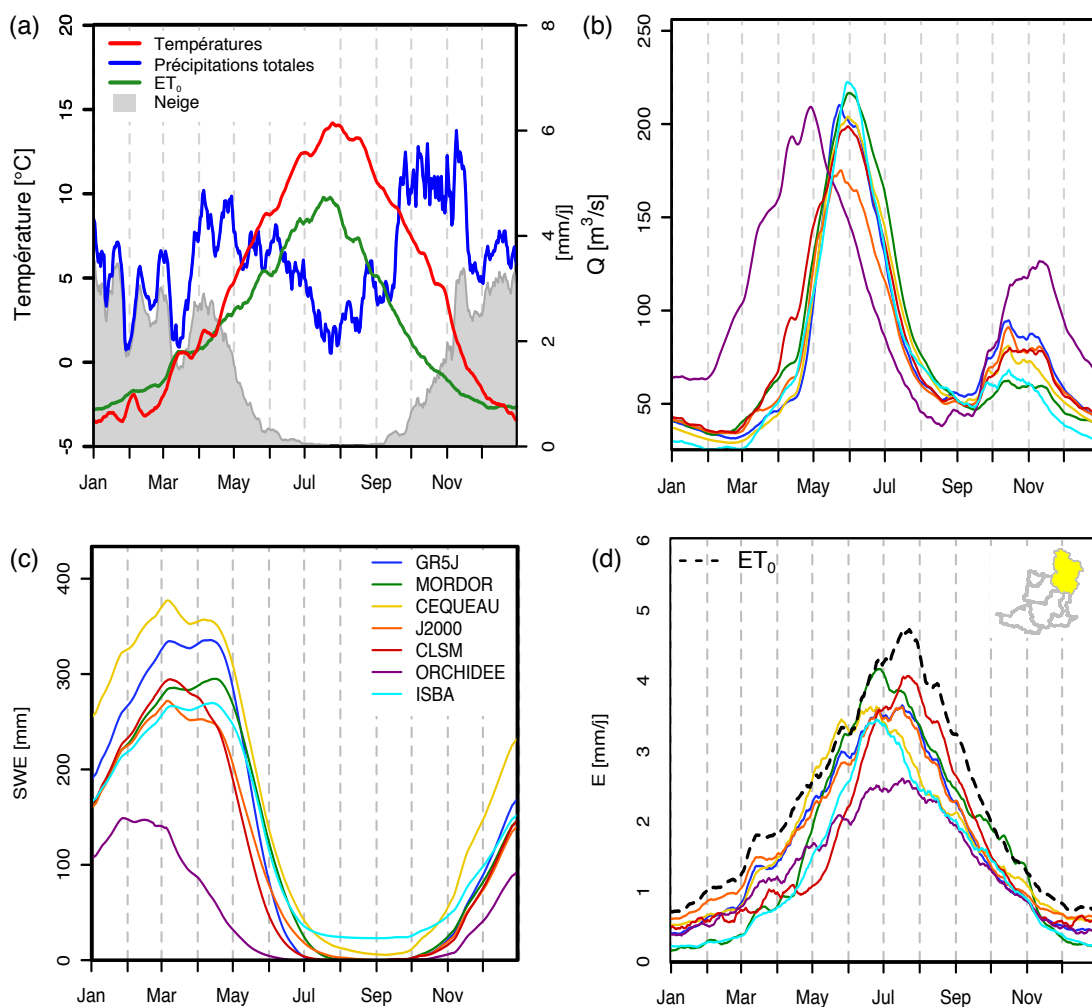 (a)
20
15
10
5
0
-5
Température [°C]
Températures
Précipitations totales
ET₀
Neige
8
6
4
2
0
[mm/j]
Jan Mar May Jul Sep Nov
(b)
250
200
150
100
50
Q [m³/s]
Jan Mar May Jul Sep Nov
(c)
400
300
200
100
0
SWE [mm]
GR5J
MORDOR
CEQUEAU
J2000
CLSM
ORCHIDEE
ISBA
Jan Mar May Jul Sep Nov
(d)
ET₀
6
5
4
3
2
1
0
E [mm/j]
Jan Mar May Jul Sep Nov